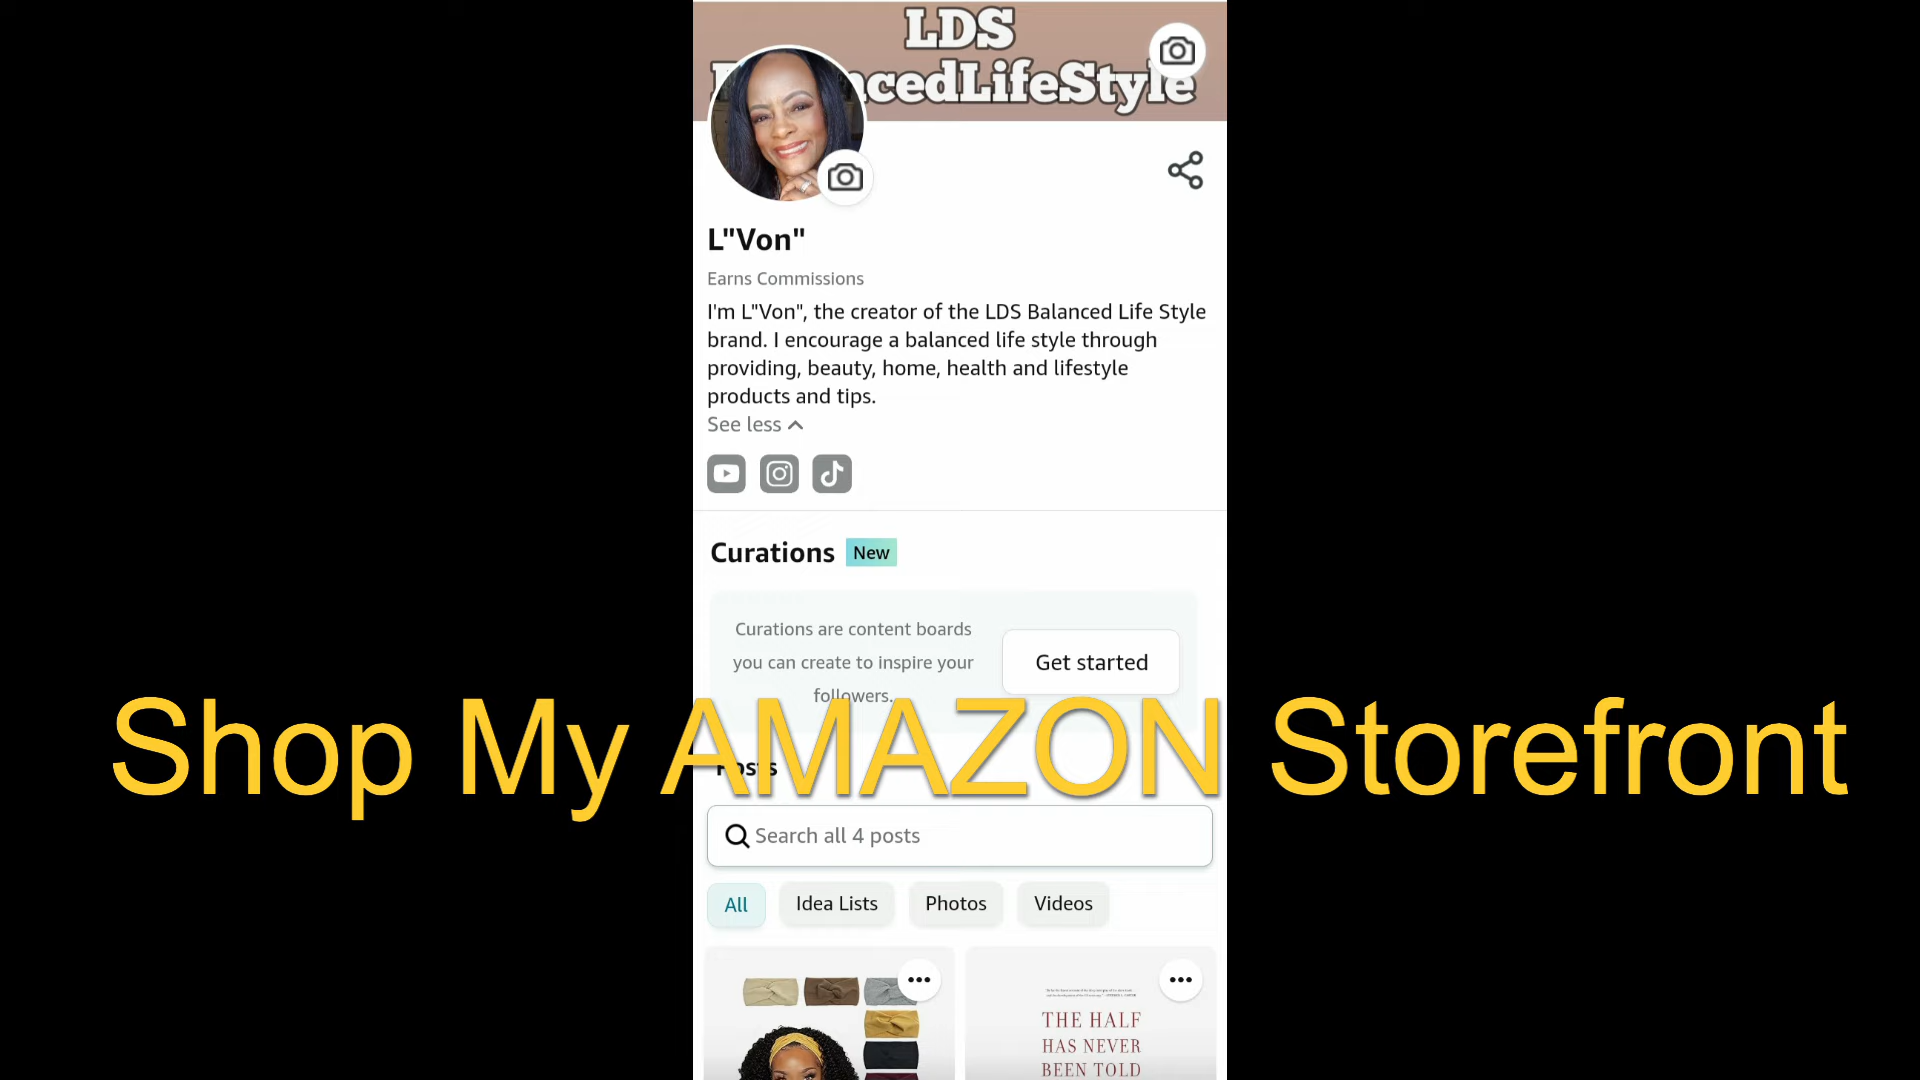 LDS
ncedLifeStyle
L"Von"
Earns Commissions
I'm L"Von", the creator of the LDS Balanced Life Style
brand. I encourage a balanced life style through
providing, beauty, home, health and lifestyle
products and tips.
See less
Curations New
Curations are content boards
you can create to inspire your
followers.
Get started
Shop My AMAZON Storefront
Posts
Search all 4 posts
All Idea Lists Photos Videos
THE HALF
HAS NEVER
BEEN TOLD